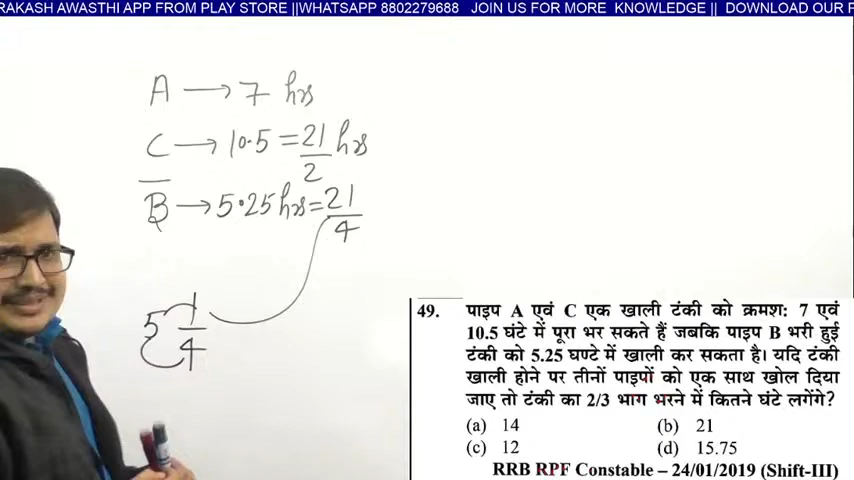 RAKASH AWASTHI APP FROM PLAY STORE ||WHATSAPP 8802279688 JOIN US FOR MORE KNOWLEDGE || DOWNLOAD OUR
A → 7 hrs
C → 10.5 = 21/2 hrs
B → 5.25 hrs = 21/4
5 1/4
49. पाइप A एवं C एक खाली टंकी को क्रमश: 7 एवं
10.5 घंटे में पूरा भर सकते हैं जबकि पाइप B भरी हुई
टंकी को 5.25 घण्टे में खाली कर सकता है। यदि टंकी
खाली होने पर तीनों पाइपों को एक साथ खोल दिया
जाए तो टंकी का 2/3 भाग भरने में कितने घंटे लगेंगे?
(a) 14 (b) 21
(c) 12 (d) 15.75
RRB RPF Constable – 24/01/2019 (Shift-III)